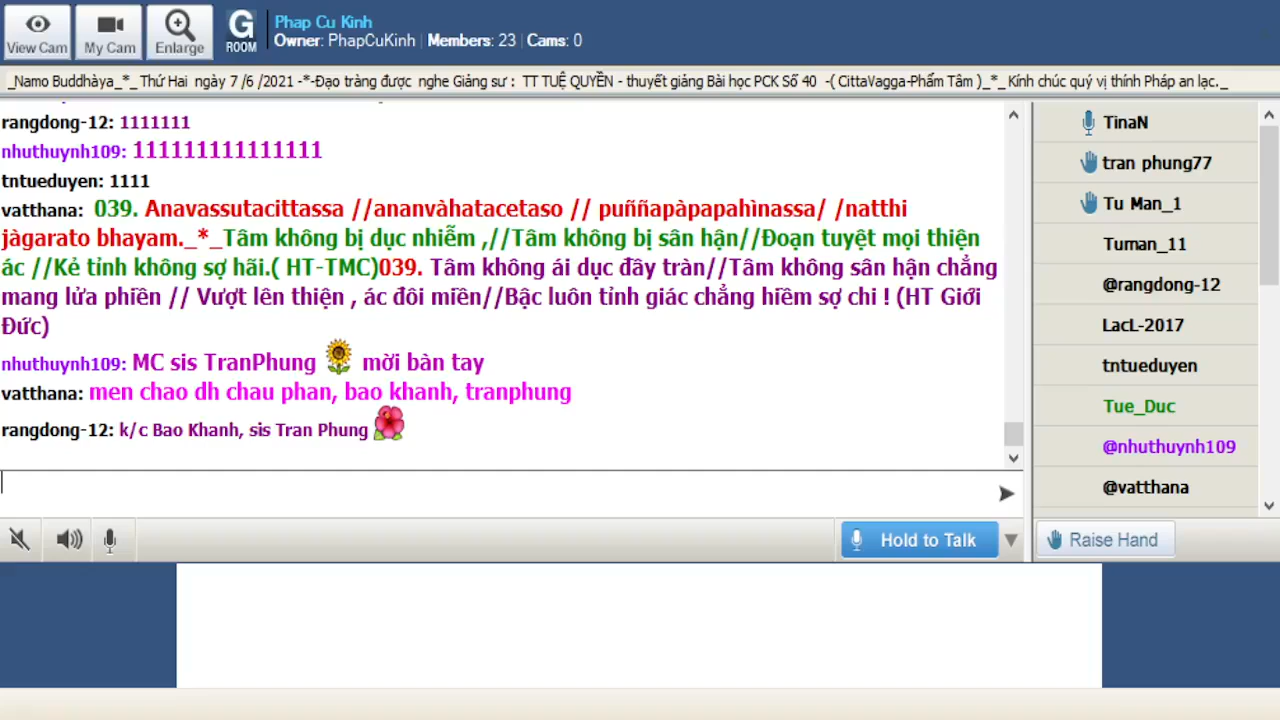 View Cam
My Cam
Enlarge
G
ROOM
Phap Cu Kinh
Owner: PhapCuKinh | Members: 23 | Cams: 0
_Namo Buddhàya_*_ Thứ Hai ngày 7 /6 /2021 -*-Đạo tràng được nghe Giảng sư : TT TUỆ QUYỀN - thuyết giảng Bài học PCK Số 40 -( CittaVagga-Phẩm Tâm )_*_ Kính chúc quý vị thính Pháp an lạc._
rangdong-12: 1111111
nhuthuynh109: 111111111111111
tntueduyen: 1111
vatthana: 039. Anavassutacittassa //ananvàhatacetaso // puññapàpapahìnassa/ /natthi
jàgarato bhayam._*_Tâm không bị dục nhiễm ,//Tâm không bị sân hận//Đoạn tuyệt mọi thiện
ác //Kẻ tỉnh không sợ hãi.( HT-TMC)039. Tâm không ái dục đầy tràn//Tâm không sân hận chẳng
mang lửa phiền // Vượt lên thiện , ác đôi miền//Bậc luôn tỉnh giác chẳng hiềm sợ chi ! (HT Giới
Đức)
nhuthuynh109: MC sis TranPhung mời bàn tay
vatthana: men chao dh chau phan, bao khanh, tranphung
rangdong-12: k/c Bao Khanh, sis Tran Phung
TinaN
tran phung77
Tu Man_1
Tuman_11
@rangdong-12
LacL-2017
tntueduyen
Tue_Duc
@nhuthuynh109
@vatthana
Hold to Talk
Raise Hand